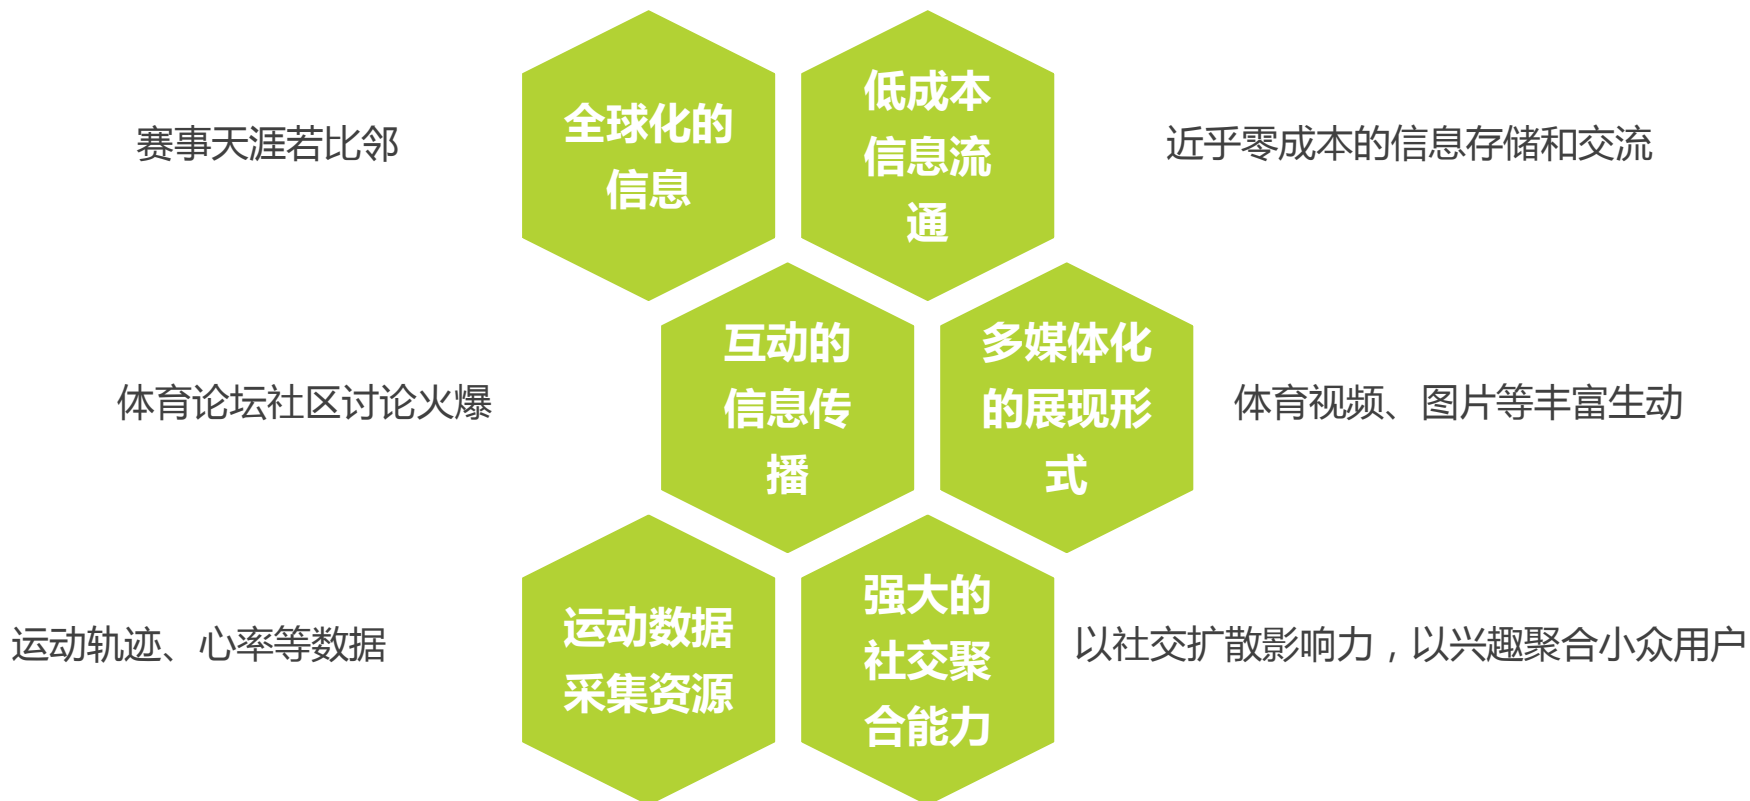 赛事天涯若比邻
全球化的
信息
低成本
信息流
通
近乎零成本的信息存储和交流
体育论坛社区讨论火爆
互动的
信息传
播
多媒体化
的展现形
式
体育视频、图片等丰富生动
运动轨迹、心率等数据
运动数据
采集资源
强大的
社交聚
合能力
以社交扩散影响力，以兴趣聚合小众用户